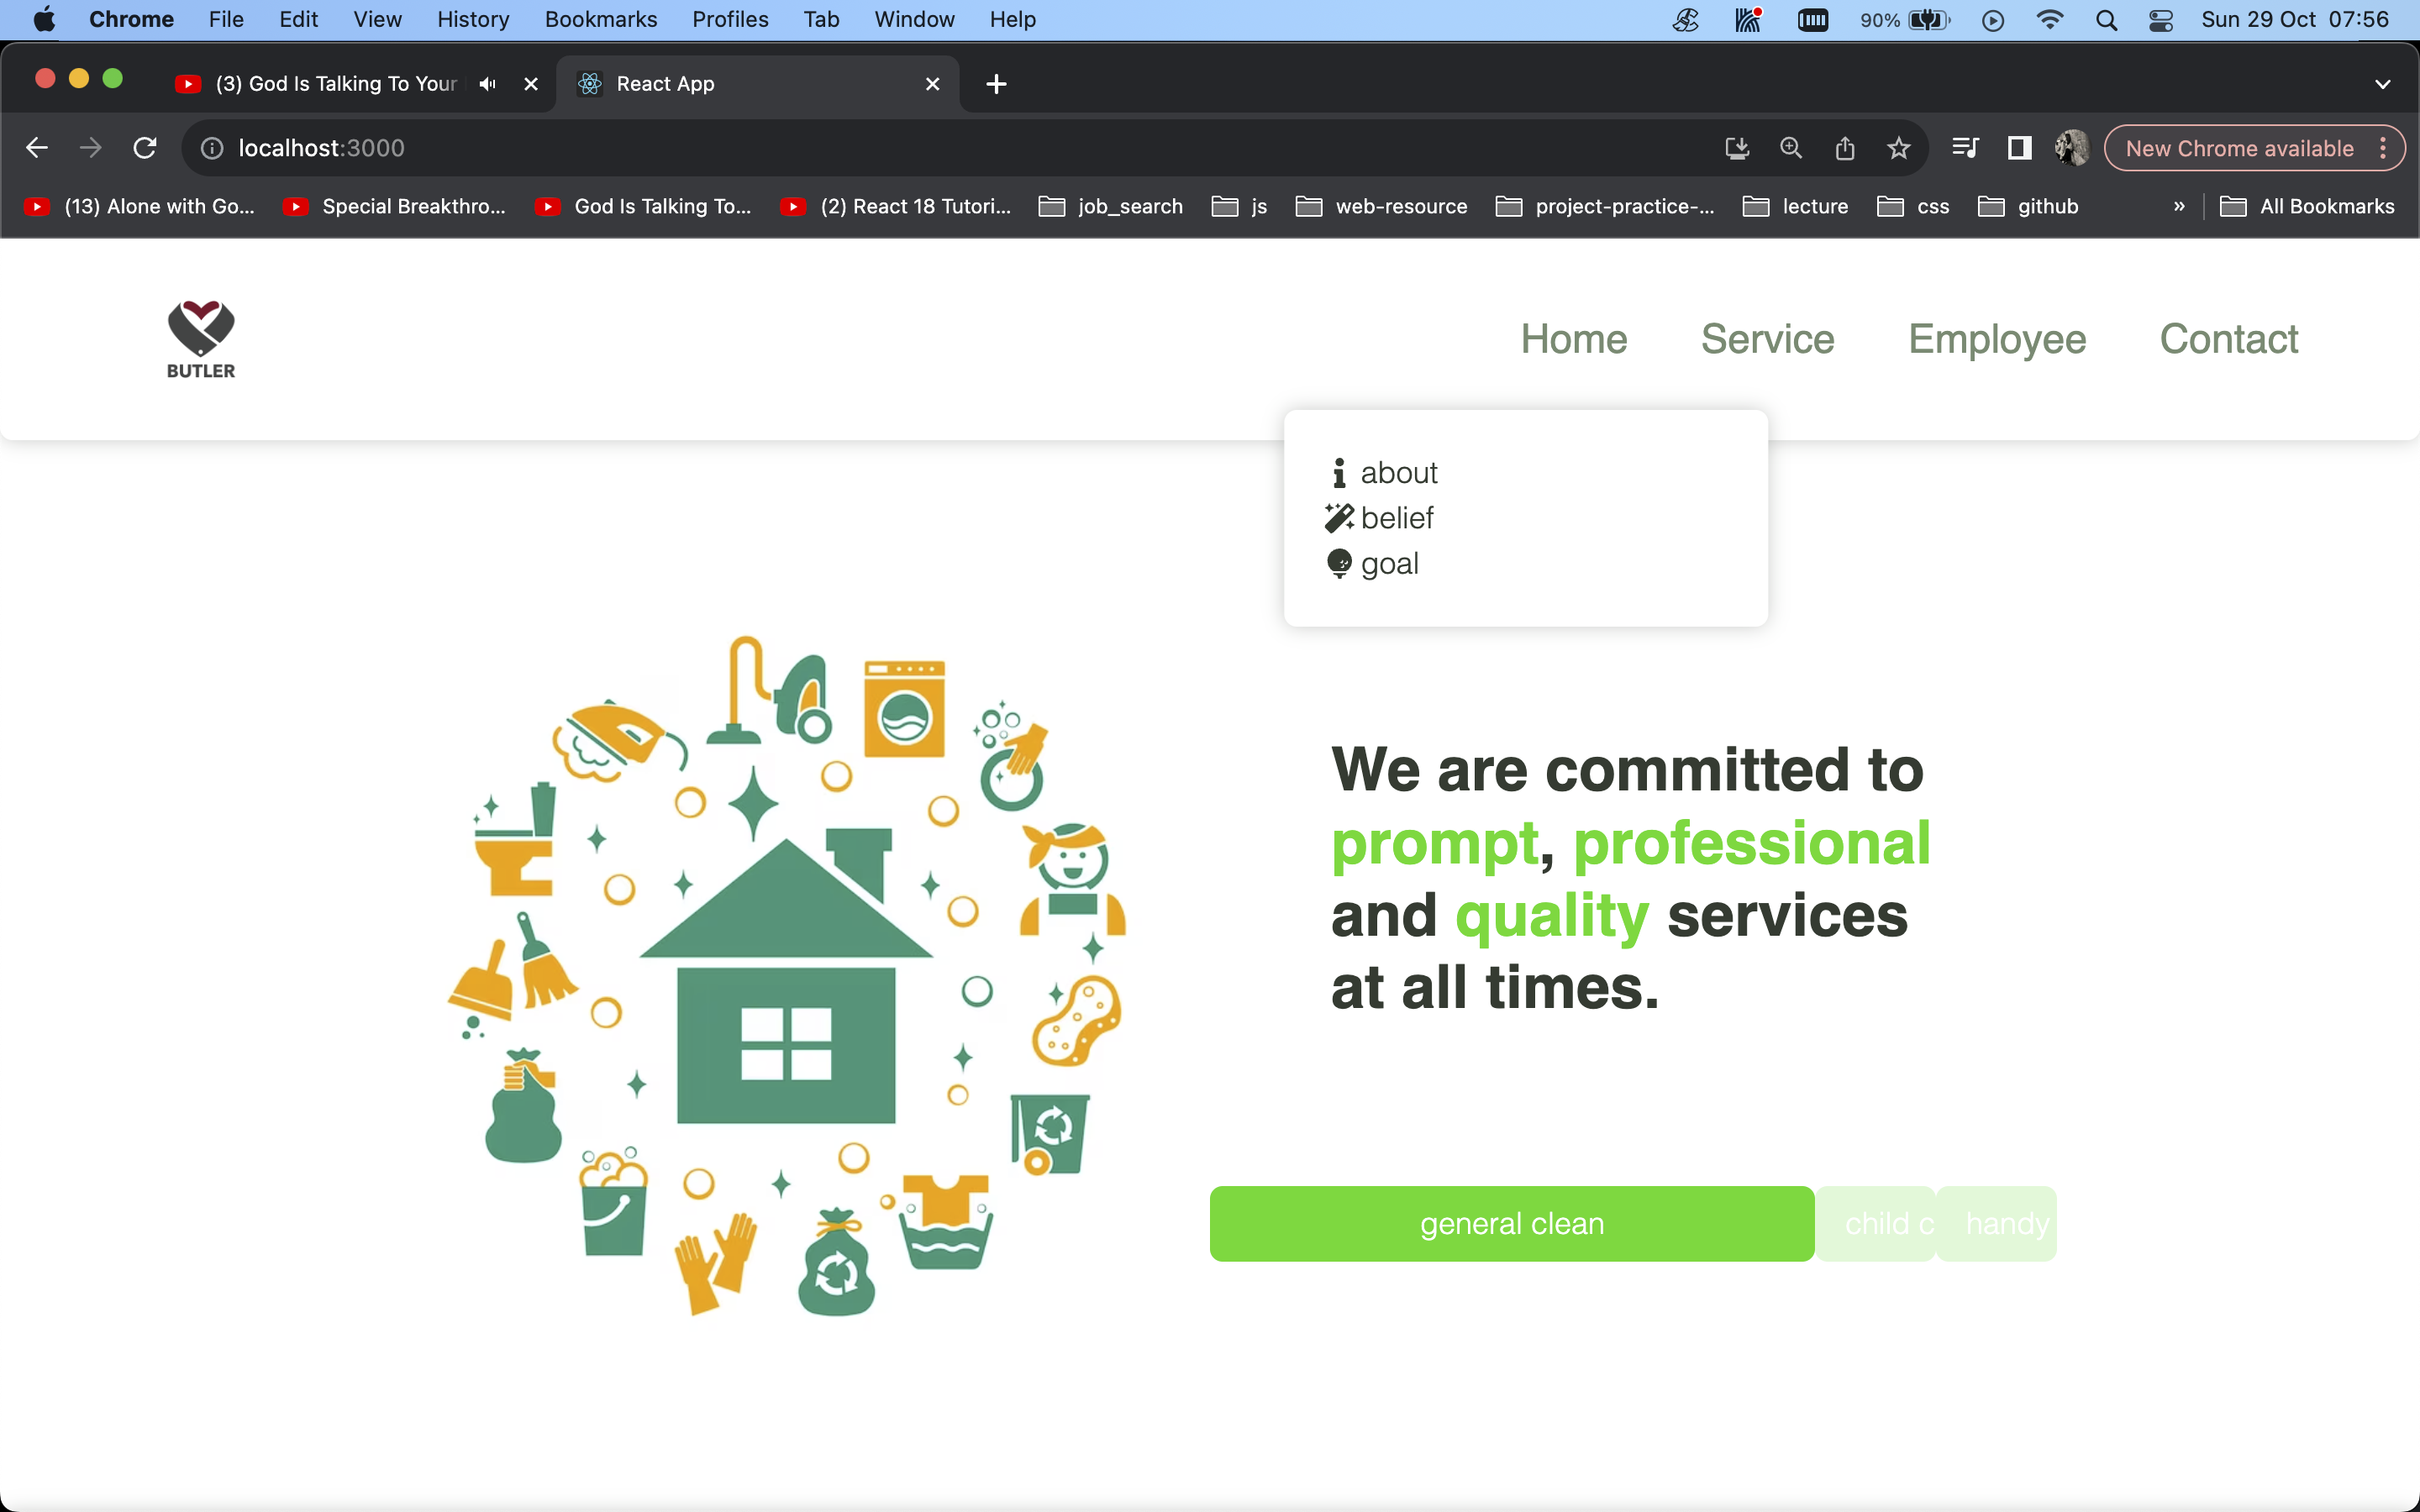 Chrome File Edit View History Bookmarks Profiles Tab Window Help 90% Sun 29 Oct 07:56
(3) God Is Talking To Your React App
localhost:3000 New Chrome available
(13) Alone with Go... Special Breakthro... God Is Talking To... (2) React 18 Tutori... job_search js web-resource project-practice-... lecture css github » All Bookmarks
BUTLER
Home Service Employee Contact
about
belief
goal
We are committed to
prompt, professional
and quality services
at all times.
general clean child c handy